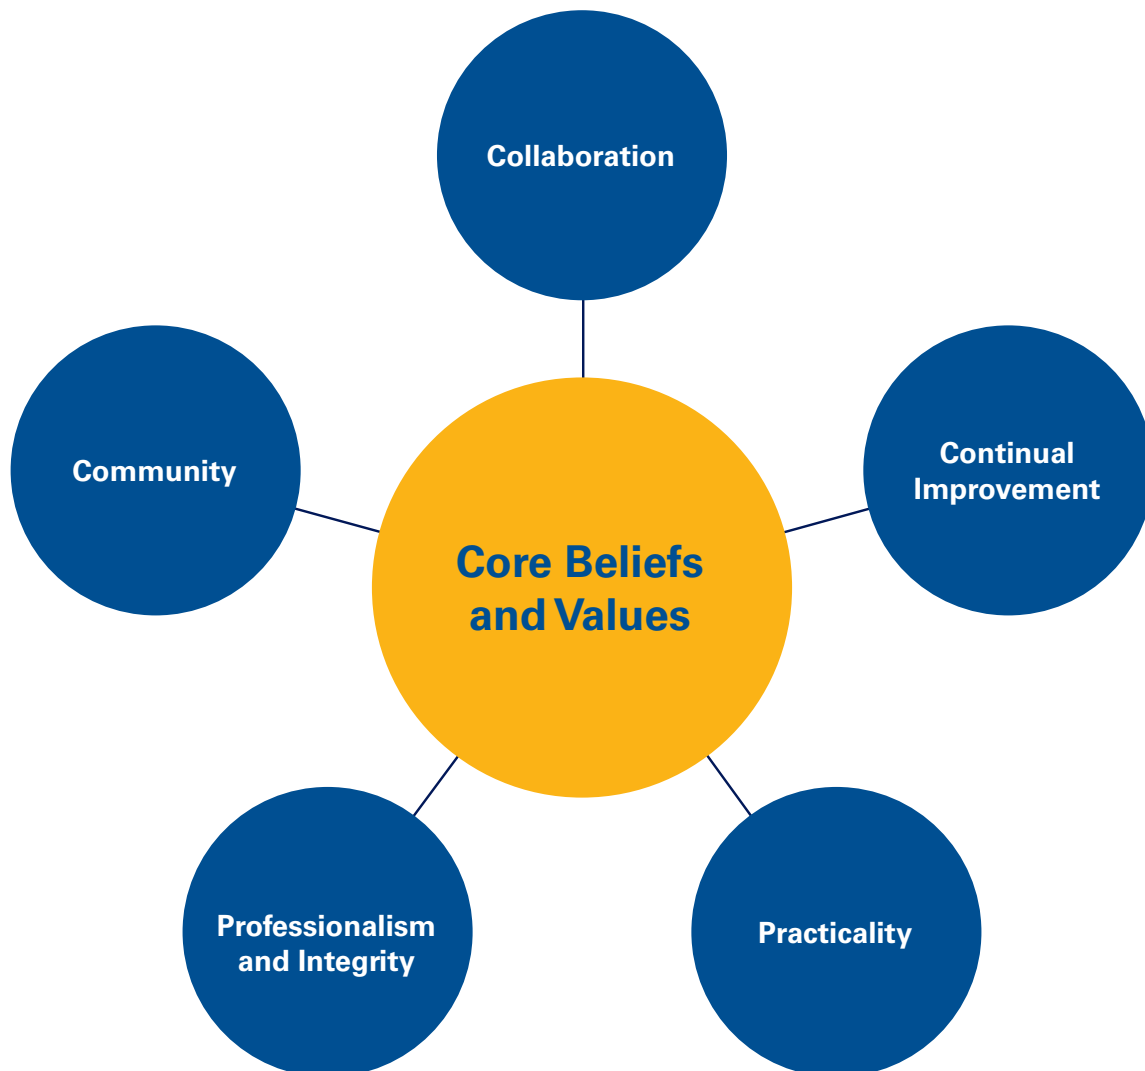 Collaboration
Community
Continual
Improvement
Core Beliefs
and Values
Professionalism
and Integrity
Practicality